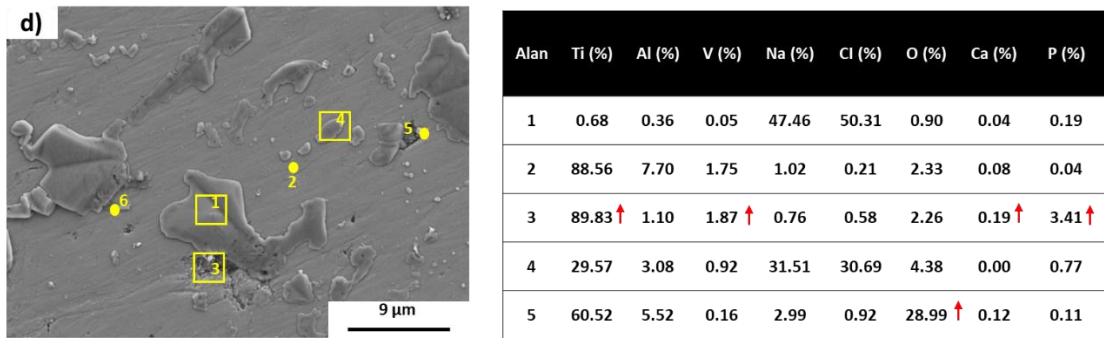 d)
4
5
2
6
1
3
9 µm
Alan Ti (%) Al (%) V (%) Na (%) Cl (%) O (%) Ca (%) P (%)
1 0.68 0.36 0.05 47.46 50.31 0.90 0.04 0.19
2 88.56 7.70 1.75 1.02 0.21 2.33 0.08 0.04
3 89.83 1.10 1.87 0.76 0.58 2.26 0.19 3.41
4 29.57 3.08 0.92 31.51 30.69 4.38 0.00 0.77
5 60.52 5.52 0.16 2.99 0.92 28.99 0.12 0.11